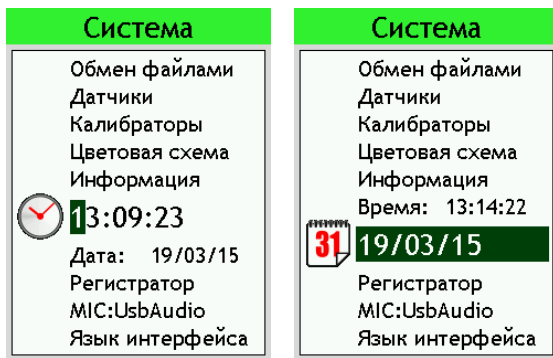 Система
Обмен файлами
Датчики
Калибраторы
Цветовая схема
Информация
13:09:23
Дата: 19/03/15
Регистратор
MIC:UsbAudio
Язык интерфейса
Система
Обмен файлами
Датчики
Калибраторы
Цветовая схема
Информация
Время: 13:14:22
31
19/03/15
Регистратор
MIC:UsbAudio
Язык интерфейса